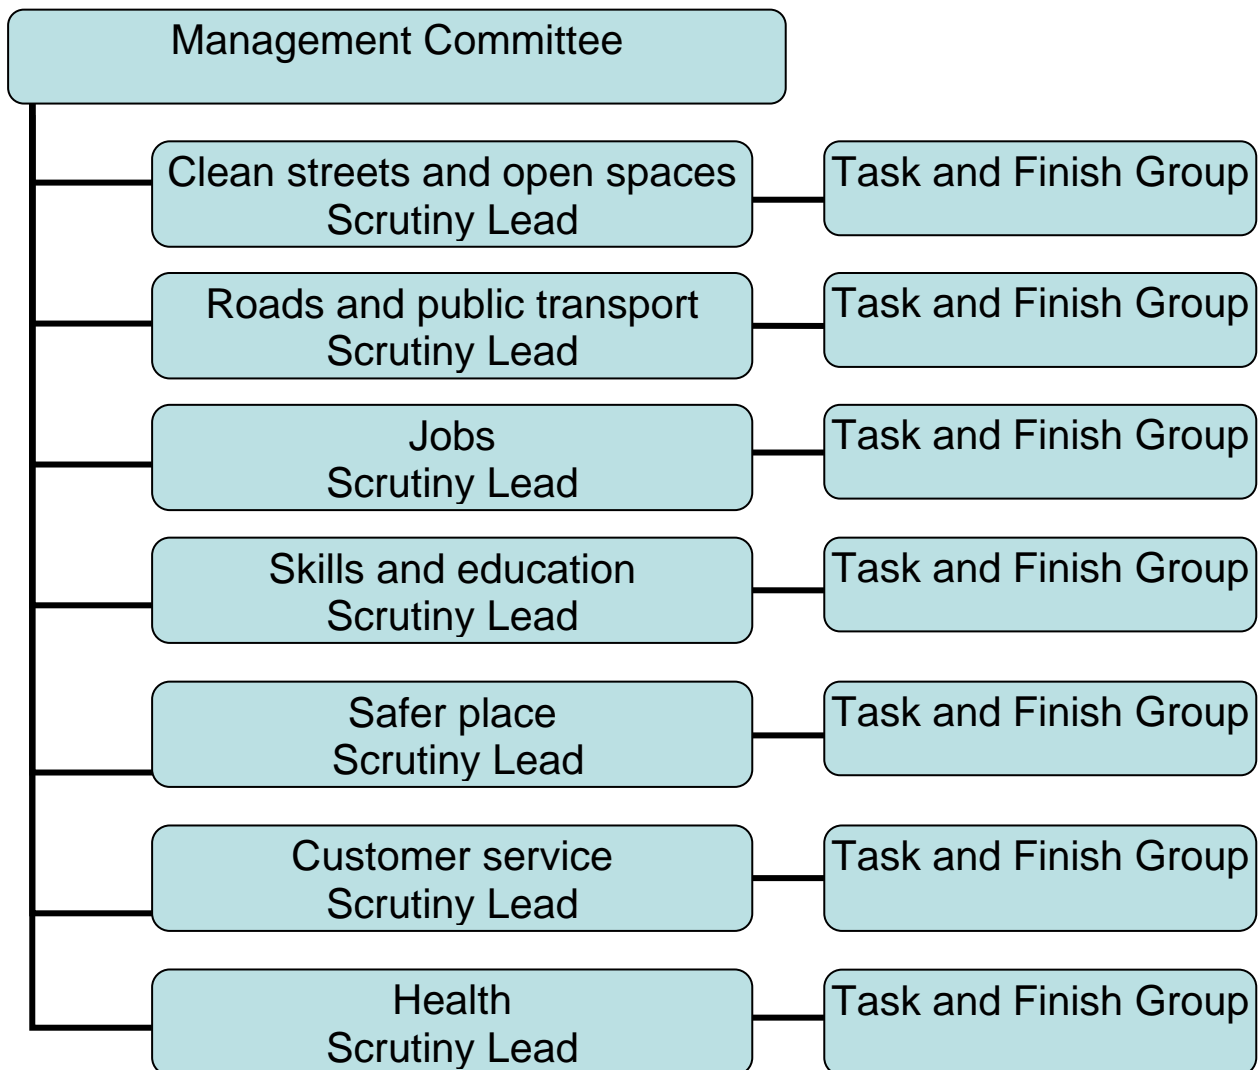 Management Committee
Clean streets and open spaces
Scrutiny Lead
Task and Finish Group
Roads and public transport
Scrutiny Lead
Task and Finish Group
Jobs
Scrutiny Lead
Task and Finish Group
Skills and education
Scrutiny Lead
Task and Finish Group
Safer place
Scrutiny Lead
Task and Finish Group
Customer service
Scrutiny Lead
Task and Finish Group
Health
Scrutiny Lead
Task and Finish Group